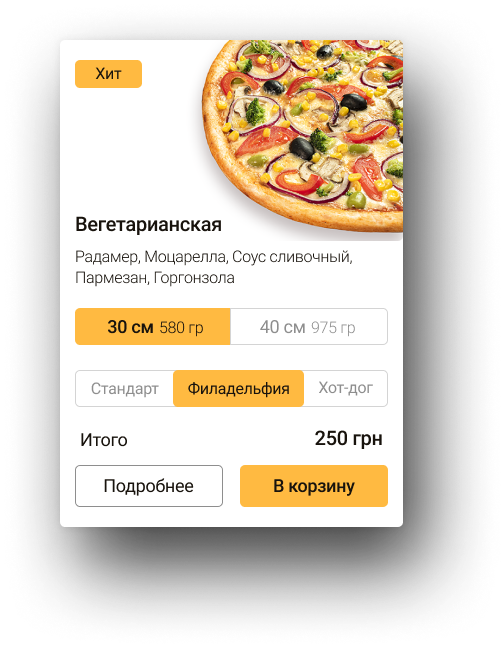 Хит
Вегетарианская
Радамер, Моцарелла, Соус сливочный,
Пармезан, Горгонзола
30 см 580 гр 40 см 975 гр
Стандарт Филадельфия Хот-дог
Итого 250 грн
Подробнее В корзину